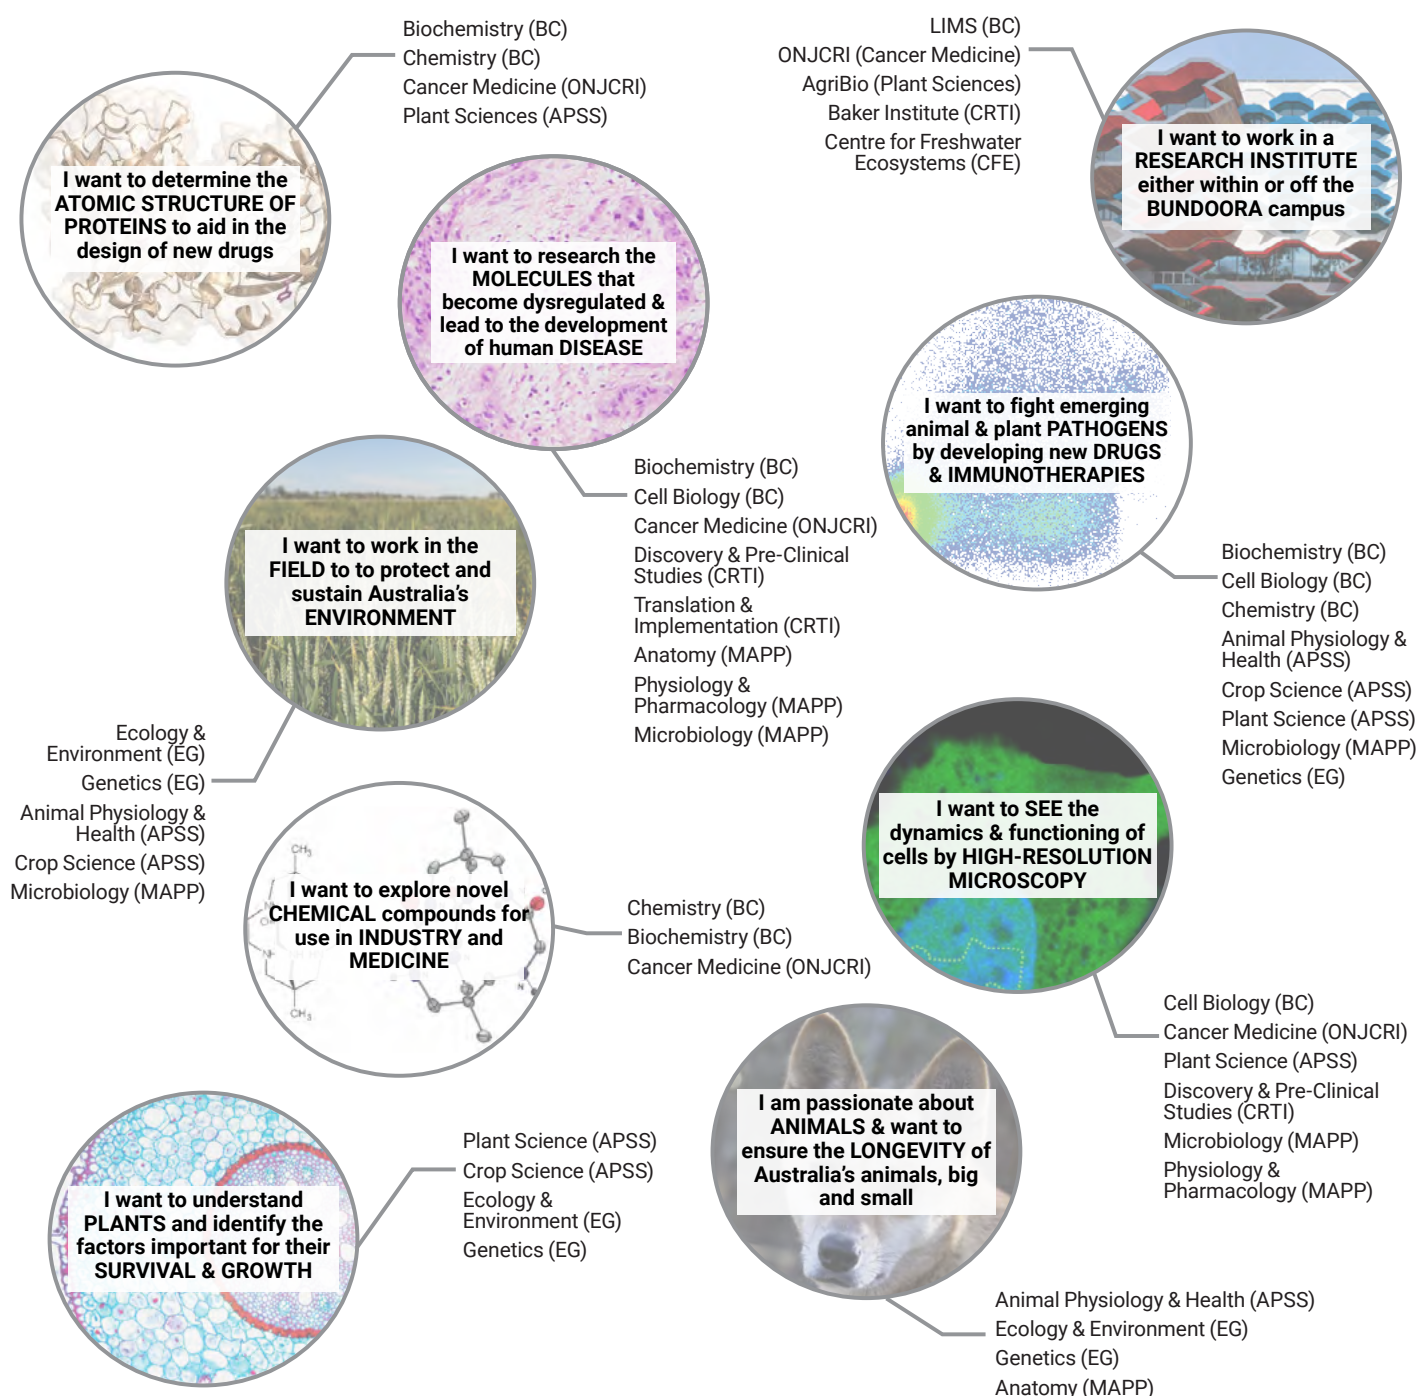 Biochemistry (BC)
Chemistry (BC)
Cancer Medicine (ONJCRI)
Plant Sciences (APSS)
I want to determine the
ATOMIC STRUCTURE OF
PROTEINS to aid in the
design of new drugs
LIMS (BC)
ONJCRI (Cancer Medicine)
AgriBio (Plant Sciences)
Baker Institute (CRTI)
Centre for Freshwater
Ecosystems (CFE)
I want to work in a
RESEARCH INSTITUTE
either within or off the
BUNDOORA campus
I want to research the
MOLECULES that
become dysregulated &
lead to the development
of human DISEASE
Biochemistry (BC)
Cell Biology (BC)
Cancer Medicine (ONJCRI)
Discovery & Pre-Clinical
Studies (CRTI)
Translation &
Implementation (CRTI)
Anatomy (MAPP)
Physiology &
Pharmacology (MAPP)
Microbiology (MAPP)
I want to fight emerging
animal & plant PATHOGENS
by developing new DRUGS
& IMMUNOTHERAPIES
Biochemistry (BC)
Cell Biology (BC)
Chemistry (BC)
Animal Physiology &
Health (APSS)
Crop Science (APSS)
Plant Science (APSS)
Microbiology (MAPP)
Genetics (EG)
I want to work in the
FIELD to to protect and
sustain Australia's
ENVIRONMENT
Ecology &
Environment (EG)
Genetics (EG)
Animal Physiology &
Health (APSS)
Crop Science (APSS)
Microbiology (MAPP)
CH₃
I want to explore novel
CHEMICAL compounds for
use in INDUSTRY and
MEDICINE
N
CH₃
Chemistry (BC)
Biochemistry (BC)
Cancer Medicine (ONJCRI)
I want to SEE the
dynamics & functioning of
cells by HIGH-RESOLUTION
MICROSCOPY
Cell Biology (BC)
Cancer Medicine (ONJCRI)
Plant Science (APSS)
Discovery & Pre-Clinical
Studies (CRTI)
Microbiology (MAPP)
Physiology &
Pharmacology (MAPP)
I want to understand
PLANTS and identify the
factors important for their
SURVIVAL & GROWTH
Plant Science (APSS)
Crop Science (APSS)
Ecology &
Environment (EG)
Genetics (EG)
I am passionate about
ANIMALS & want to
ensure the LONGEVITY of
Australia's animals, big
and small
Animal Physiology & Health (APSS)
Ecology & Environment (EG)
Genetics (EG)
Anatomy (MAPP)